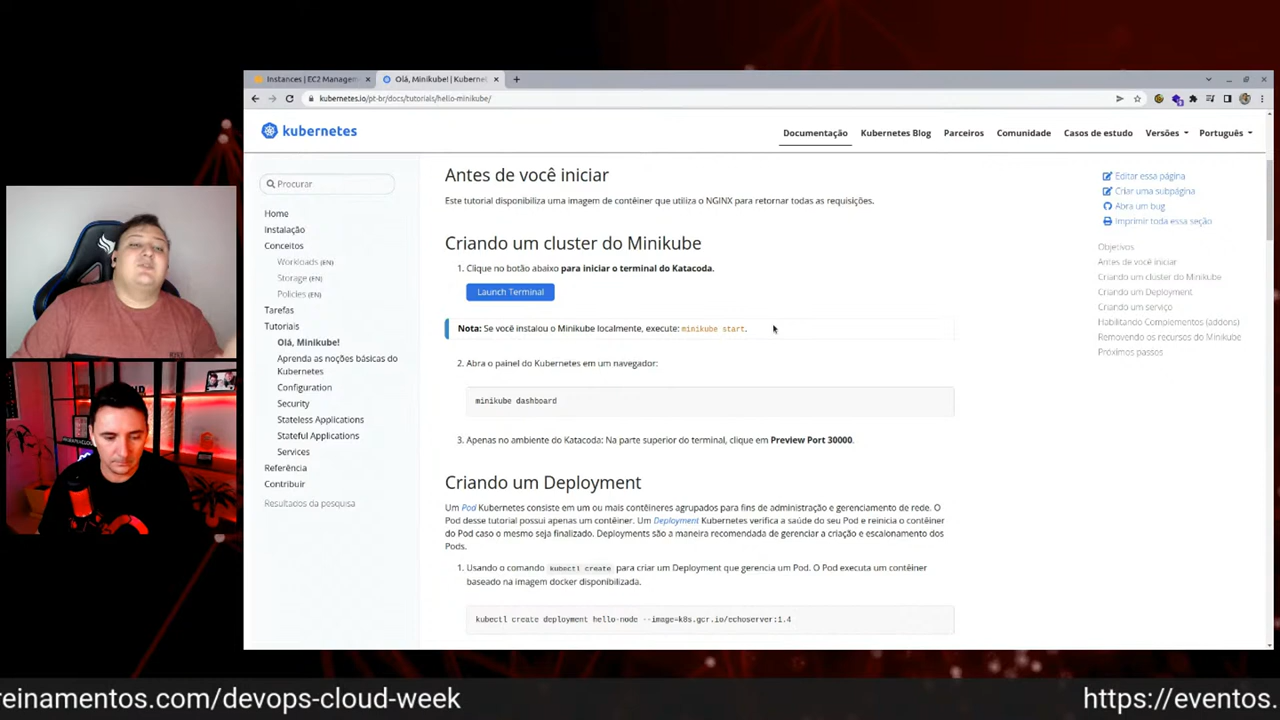 Instances | EC2 Managem
Olá, Minikube! | Kubernet
kubernetes.io/pt-br/docs/tutorials/hello-minikube/
kubernetes
Documentação
Kubernetes Blog
Parceiros
Comunidade
Casos de estudo
Versões
Português
Procurar
Home
Instalação
Conceitos
Workloads (EN)
Storage (EN)
Policies (EN)
Tarefas
Tutoriais
Olá, Minikube!
Aprenda as noções básicas do
Kubernetes
Configuration
Security
Stateless Applications
Stateful Applications
Services
Referência
Contribuir
Resultados da pesquisa
Antes de você iniciar
Este tutorial disponibiliza uma imagem de contêiner que utiliza o NGINX para retornar todas as requisições.
Criando um cluster do Minikube
1. Clique no botão abaixo para iniciar o terminal do Katacoda.
Launch Terminal
Nota: Se você instalou o Minikube localmente, execute: minikube start.
2. Abra o painel do Kubernetes em um navegador:
minikube dashboard
3. Apenas no ambiente do Katacoda: Na parte superior do terminal, clique em Preview Port 30000.
Criando um Deployment
Um Pod Kubernetes consiste em um ou mais contêineres agrupados para fins de administração e gerenciamento de rede. O
Pod desse tutorial possui apenas um contêiner. Um Deployment Kubernetes verifica a saúde do seu Pod e reinicia o contêiner
do Pod caso o mesmo seja finalizado. Deployments são a maneira recomendada de gerenciar a criação e escalonamento dos
Pods.
1. Usando o comando kubectl create para criar um Deployment que gerencia um Pod. O Pod executa um contêiner
baseado na imagem docker disponibilizada.
kubectl create deployment hello-node --image=k8s.gcr.io/echoserver:1.4
Editar essa página
Criar uma subpágina
Abra um bug
Imprimir toda essa seção
Objetivos
Antes de você iniciar
Criando um cluster do Minikube
Criando um Deployment
Criando um serviço
Habilitando Complementos (addons)
Removendo os recursos do Minikube
Próximos passos
reinamentos.com/devops-cloud-week
https://eventos.